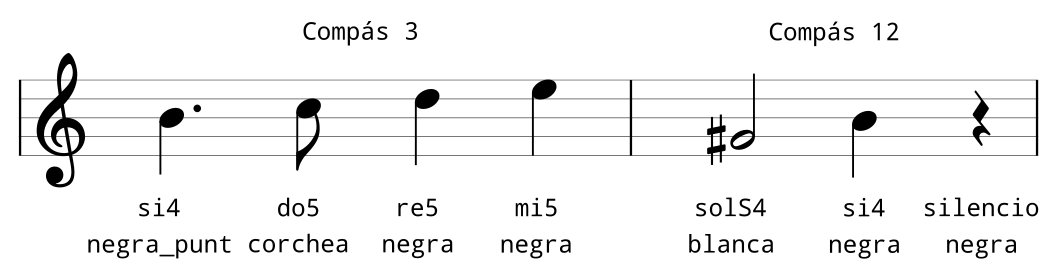 Compás 3 Compás 12
si4 do5 re5 mi5 solS4 si4 silencio
negra_punt corchea negra negra blanca negra negra